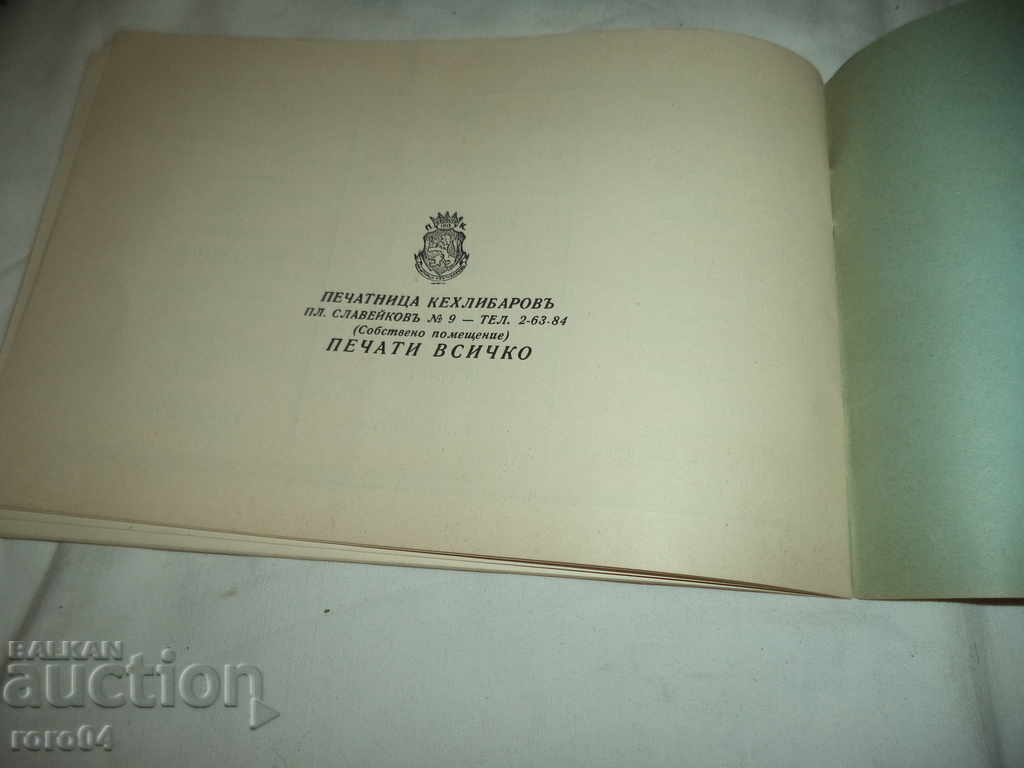 П К
ПЕЧАТНИЦА КЕХЛИБАРОВЪ
ПЛ. СЛАВЕЙКОВЪ № 9 — ТЕЛ. 2-63-84
(Собствено помещение)
ПЕЧАТИ ВСИЧКО
BALKAN
auction
roro04